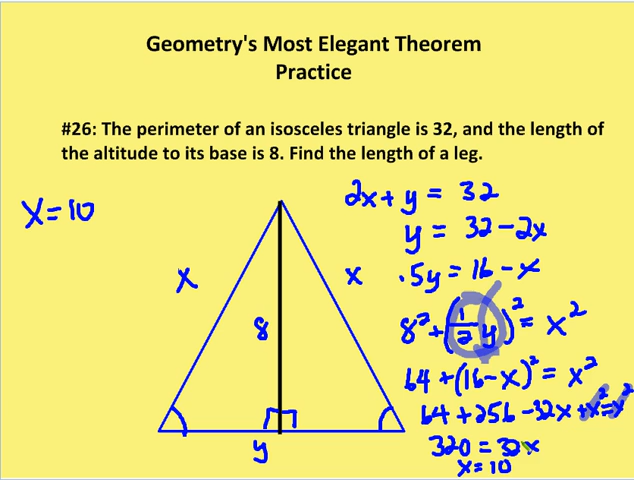 Geometry's Most Elegant Theorem
Practice
#26: The perimeter of an isosceles triangle is 32, and the length of
the altitude to its base is 8. Find the length of a leg.
x = 10
2x + y = 32
y = 32 - 2x
.5y = 16 - x
x
x
8
y
8² + (1/2 y)² = x²
64 + (16 - x)² = x²
64 + 256 - 32x + x² = x²
320 = 32x
x = 10